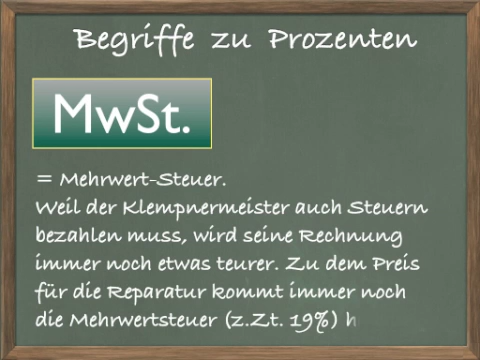 Begriffe zu Prozenten
MwSt.
= Mehrwert-Steuer.
Weil der Klempnermeister auch Steuern
bezahlen muss, wird seine Rechnung
immer noch etwas teurer. Zu dem Preis
für die Reparatur kommt immer noch
die Mehrwertsteuer (z.Zt. 19%) h